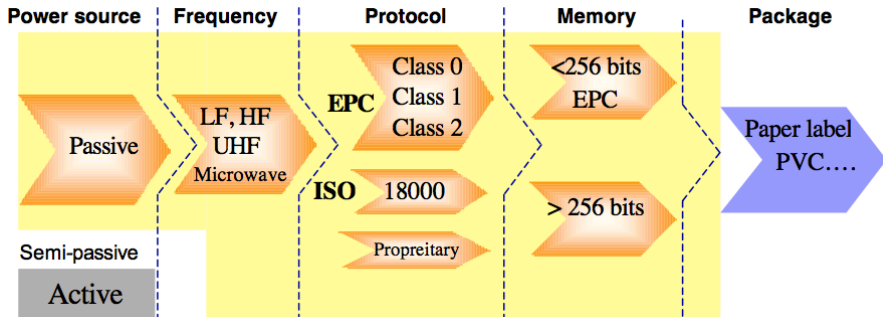 Power source
Frequency
Protocol
Memory
Package
Passive
LF, HF
UHF
Microwave
EPC
Class 0
Class 1
Class 2
ISO
18000
Propreitary
<256 bits
EPC
> 256 bits
Paper label
PVC....
Semi-passive
Active